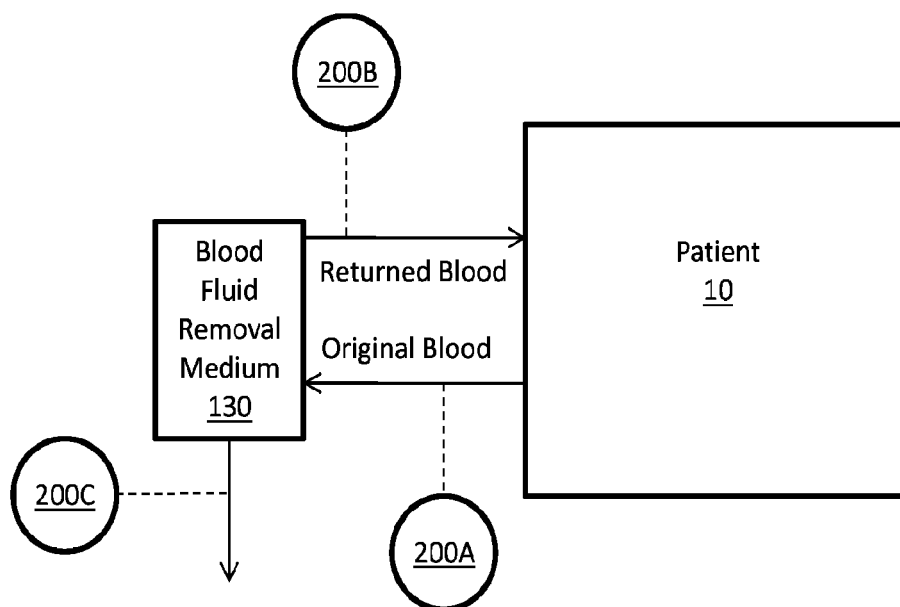 200B
Blood
Fluid
Removal
Medium
130
Returned Blood
Original Blood
Patient
10
200C
200A